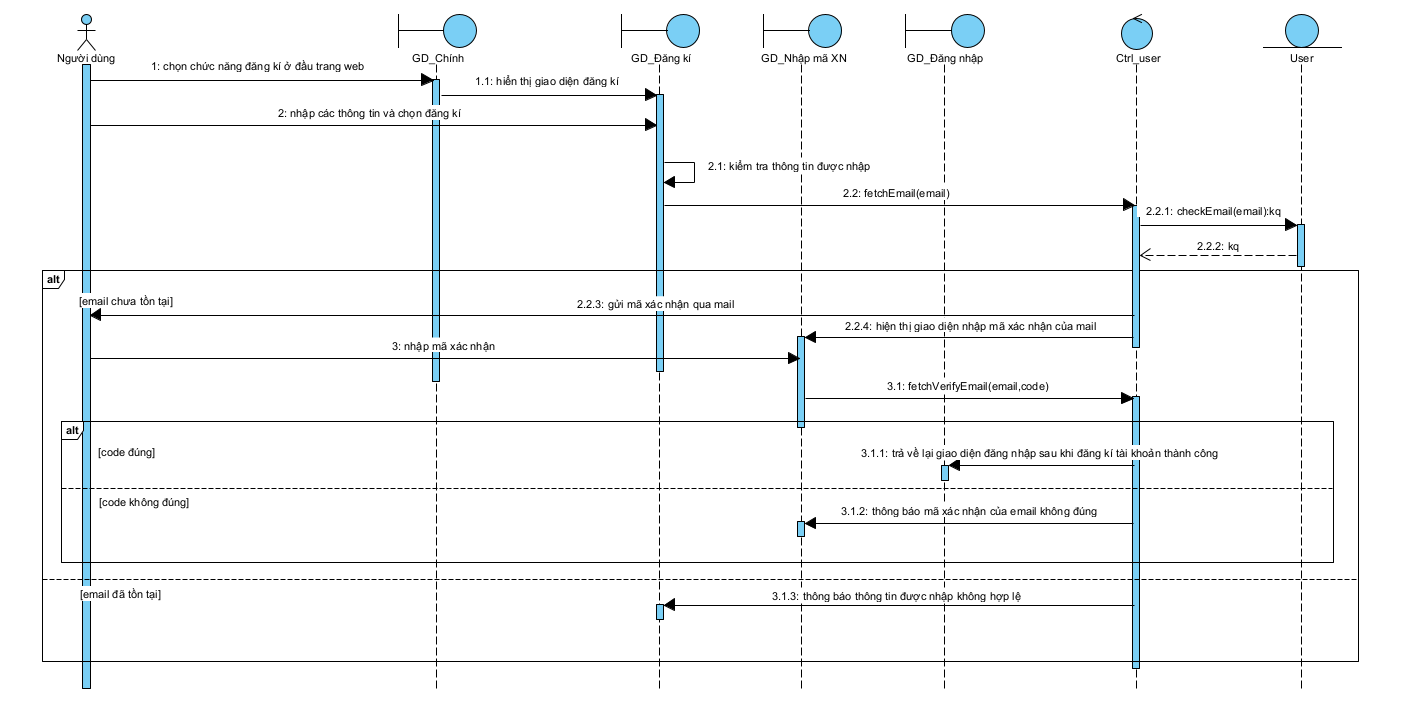 Người dùng
GD_Chính
GD_Đăng kí
GD_Nhập mã XN
GD_Đăng nhập
Ctrl_user
User
1: chọn chức năng đăng kí ở đầu trang web
1.1: hiển thị giao diện đăng kí
2: nhập các thông tin và chọn đăng kí
2.1: kiểm tra thông tin được nhập
2.2: fetchEmail(email)
2.2.1: checkEmail(email):kq
2.2.2: kq
alt
[email chưa tồn tại]
2.2.3: gửi mã xác nhận qua mail
2.2.4: hiện thị giao diện nhập mã xác nhận của mail
3: nhập mã xác nhận
3.1: fetchVerifyEmail(email,code)
alt
[code đúng]
3.1.1: trả về lại giao diện đăng nhập sau khi đăng kí tài khoản thành công
[code không đúng]
3.1.2: thông báo mã xác nhận của email không đúng
[email đã tồn tại]
3.1.3: thông báo thông tin được nhập không hợp lệ